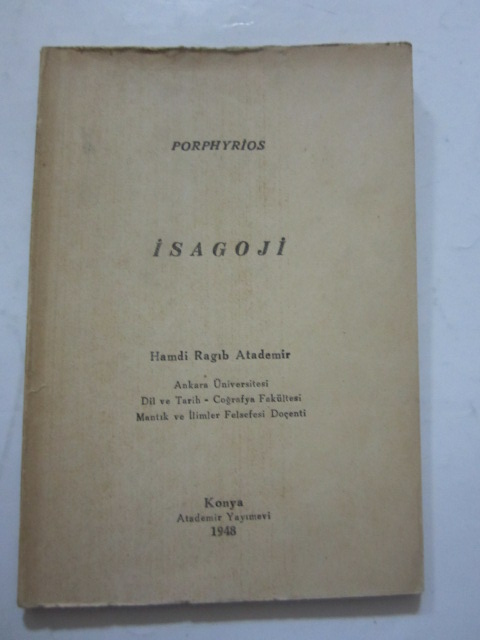 PORPHYRİOS
İSAGOJİ
Hamdi Ragıb Atademir
Ankara Üniversitesi
Dil ve Tarih - Coğrafya Fakültesi
Mantık ve İlimler Felsefesi Doçenti
Konya
Atademir Yayınevi
1948